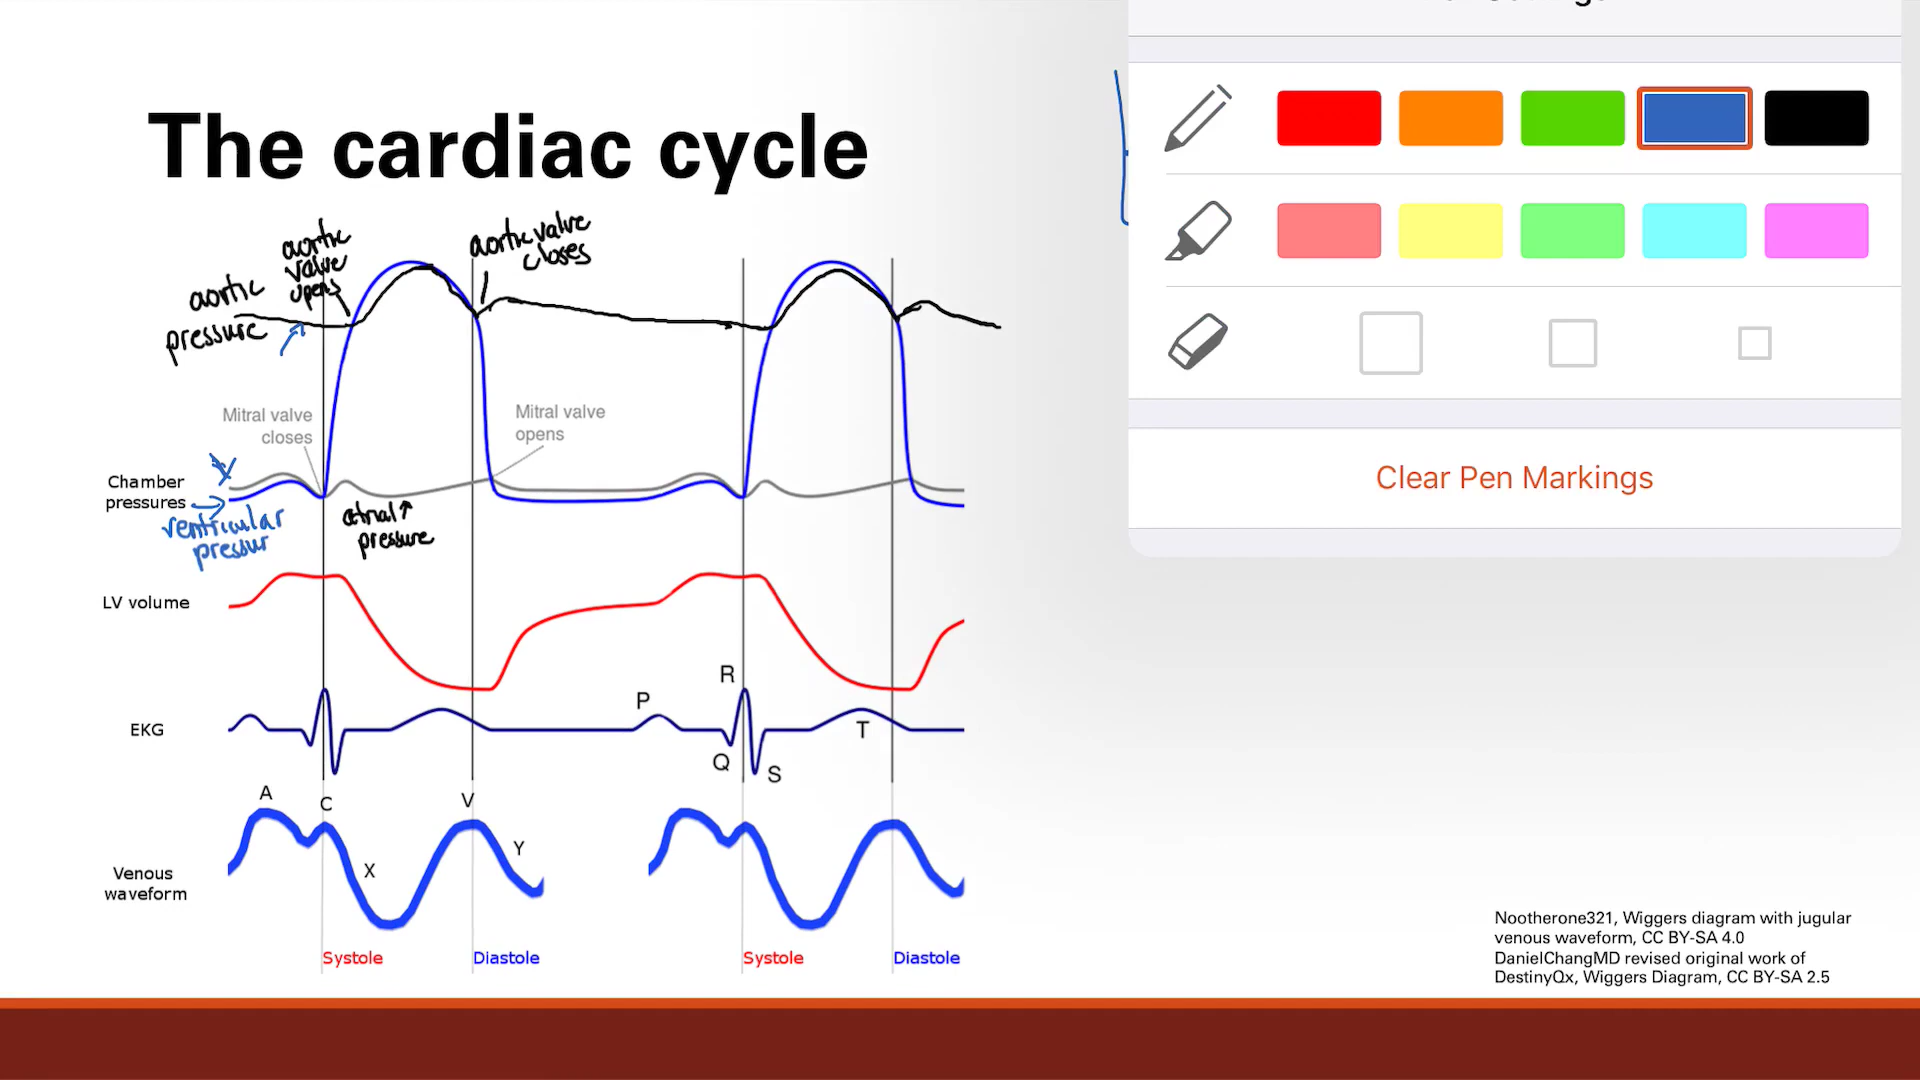 The cardiac cycle
aortic
valve
opens
aortic valve
closes
aortic
pressure
Mitral valve
closes
Mitral valve
opens
Chamber
pressures
ventricular
pressur
atrial
pressure
LV volume
R
P
EKG
T
Q
S
A
C
V
Y
X
Venous
waveform
Systole
Diastole
Systole
Diastole
Clear Pen Markings
Nootherone321, Wiggers diagram with jugular
venous waveform, CC BY-SA 4.0
DanielChangMD revised original work of
DestinyQx, Wiggers Diagram, CC BY-SA 2.5